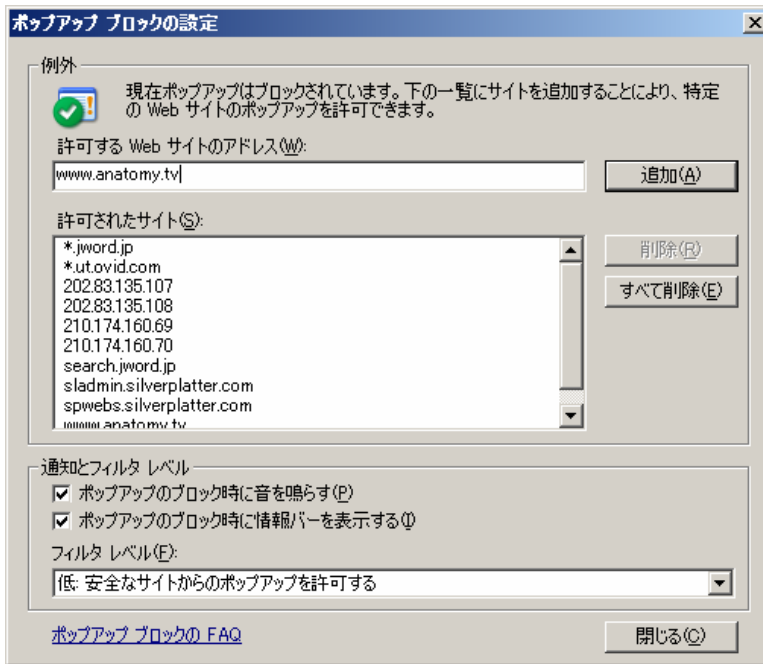 ポップアップ ブロックの設定
例外
現在ポップアップはブロックされています。下の一覧にサイトを追加することにより、特定
の Web サイトのポップアップを許可できます。
許可する Web サイトのアドレス(W):
www.anatomy.tv
追加(A)
許可されたサイト(S):
*.jword.jp
*.ut.ovid.com
202.83.135.107
202.83.135.108
210.174.160.69
210.174.160.70
search.jword.jp
sladmin.silverplatter.com
spwebs.silverplatter.com
www.anatomy.tv
削除(R)
すべて削除(E)
通知とフィルタ レベル
ポップアップのブロック時に音を鳴らす(P)
ポップアップのブロック時に情報バーを表示する(I)
フィルタ レベル(F):
低: 安全なサイトからのポップアップを許可する
ポップアップ ブロックの FAQ
閉じる(C)